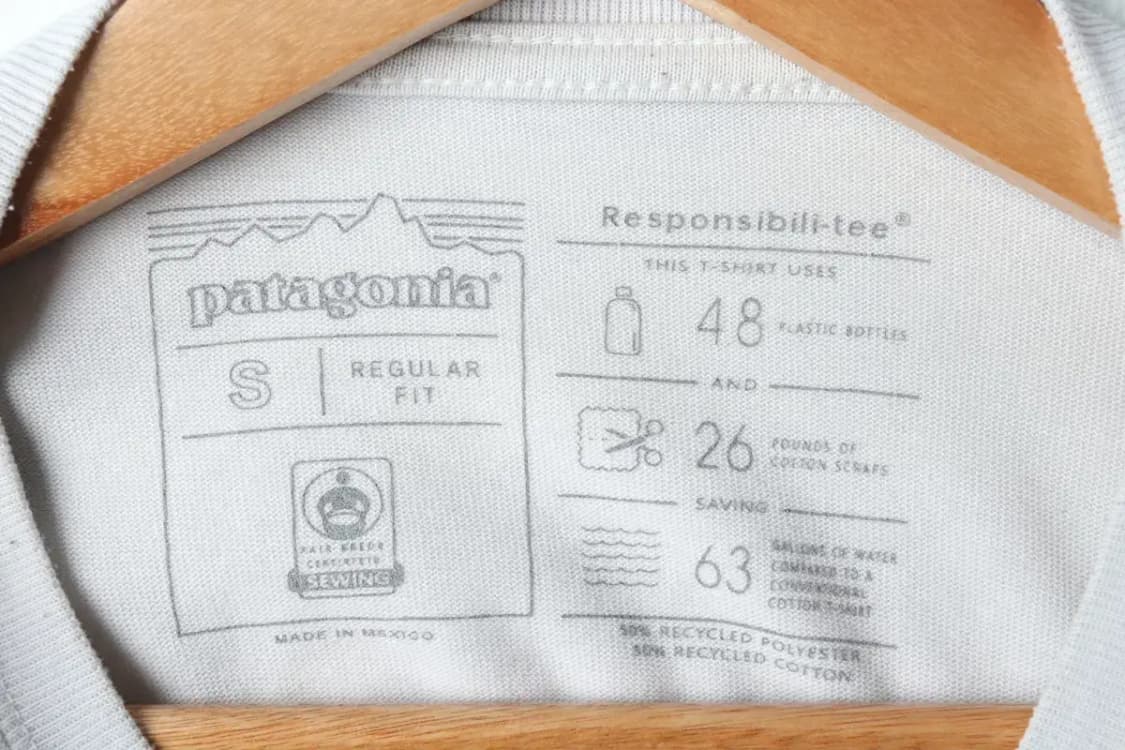 patagonia®
S
REGULAR
FIT
FAIR TRADE
CERTIFIED
SEWING
MADE IN MEXICO
Responsibili-tee®
THIS T-SHIRT USES
48
PLASTIC BOTTLES
AND
26
POUNDS OF
COTTON SCRAPS
SAVING
63
GALLONS OF WATER
COMPARED TO A
CONVENTIONAL
COTTON T-SHIRT
50% RECYCLED POLYESTER
50% RECYCLED COTTON